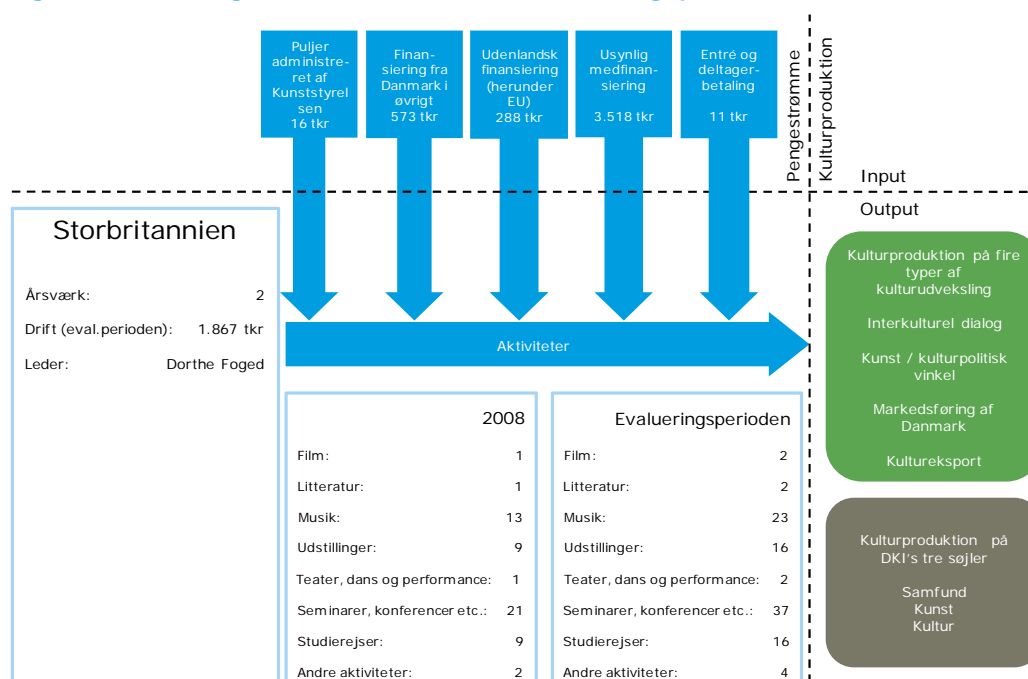 Puljer
administre-
ret af
Kunststyrel
sen
16 tkr
Finan-
siering fra
Danmark i
øvrigt
573 tkr
Udenlandsk
finansiering
(herunder
EU)
288 tkr
Usynlig
medfinan-
siering
3.518 tkr
Entré og
deltager-
betaling
11 tkr
Pengestrømme
Kulturproduktion
Input
Output
Storbritannien
Årsværk: 2
Drift (eval.perioden): 1.867 tkr
Leder: Dorthe Foged
Aktiviteter
2008
Film: 1
Litteratur: 1
Musik: 13
Udstillinger: 9
Teater, dans og performance: 1
Seminarer, konferencer etc.: 21
Studierejser: 9
Andre aktiviteter: 2
Evalueringsperioden
Film: 2
Litteratur: 2
Musik: 23
Udstillinger: 16
Teater, dans og performance: 2
Seminarer, konferencer etc.: 37
Studierejser: 16
Andre aktiviteter: 4
Kulturproduktion på fire
typer af
kulturudveksling
Interkulturel dialog
Kunst / kulturpolitisk
vinkel
Markedsføring af
Danmark
Kultureksport
Kulturproduktion på
DKI's tre søjler
Samfund
Kunst
Kultur